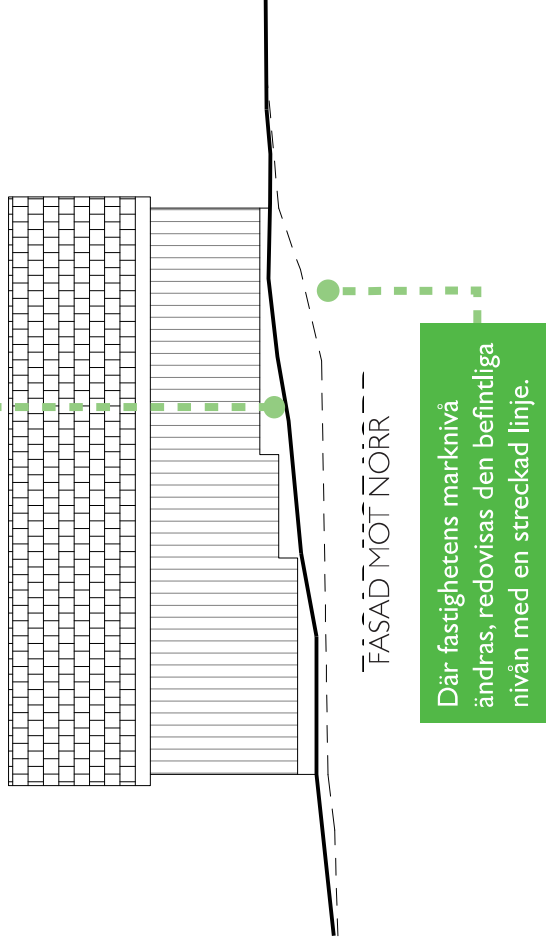 FASAD MOT NORR
Där fastighetens marknivå
ändras, redovisas den befintliga
nivån med en streckad linje.